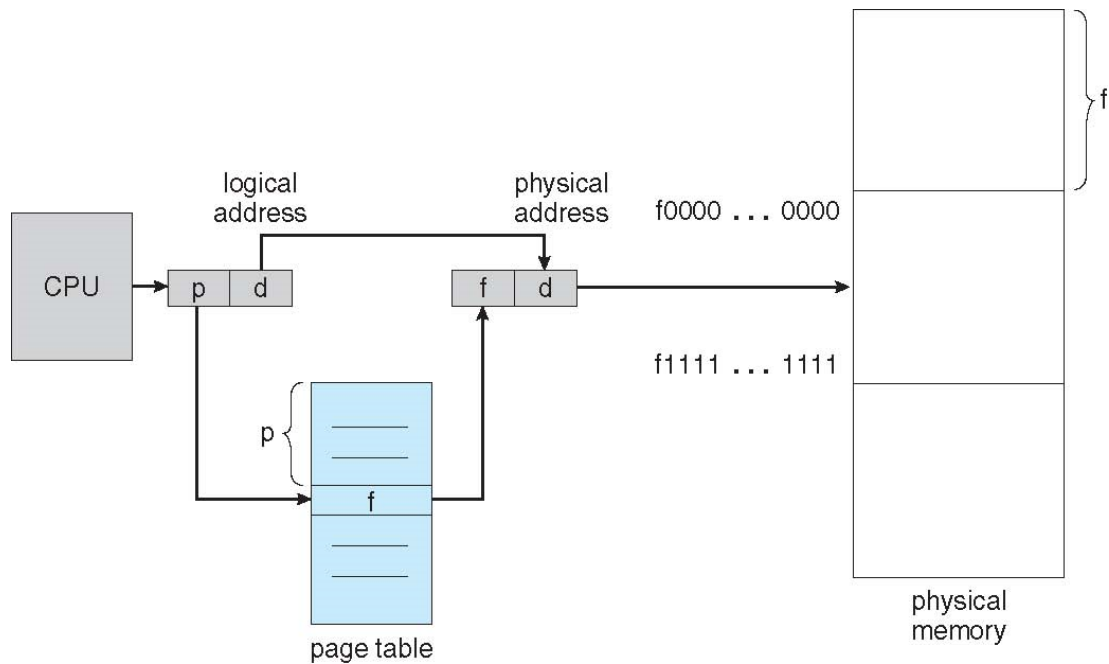 f
logical
address
physical
address
f0000 ... 0000
CPU
p
d
f
d
f1111 ... 1111
p
f
page table
physical
memory